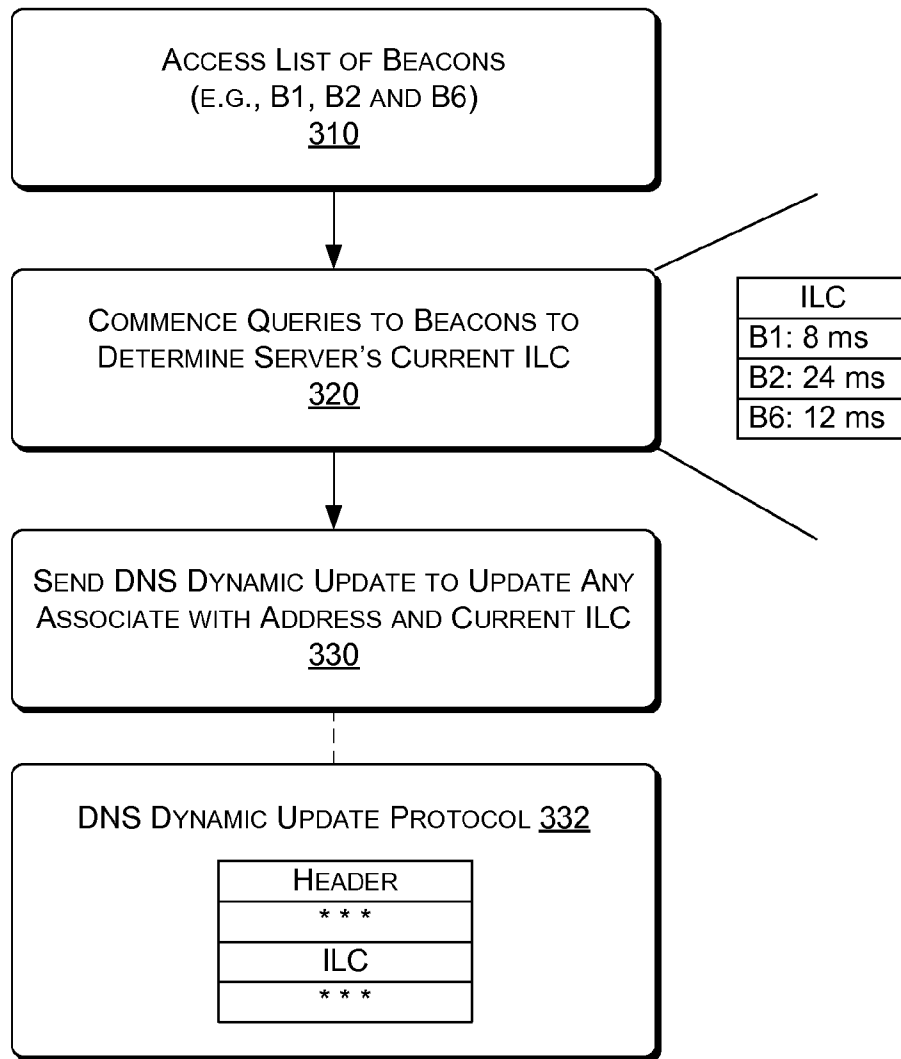 ACCESS LIST OF BEACONS
(E.G., B1, B2 AND B6)
310
COMMENCE QUERIES TO BEACONS TO
DETERMINE SERVER'S CURRENT ILC
320
ILC
B1: 8 ms
B2: 24 ms
B6: 12 ms
SEND DNS DYNAMIC UPDATE TO UPDATE ANY
ASSOCIATE WITH ADDRESS AND CURRENT ILC
330
DNS DYNAMIC UPDATE PROTOCOL 332
HEADER
* * *
ILC
* * *